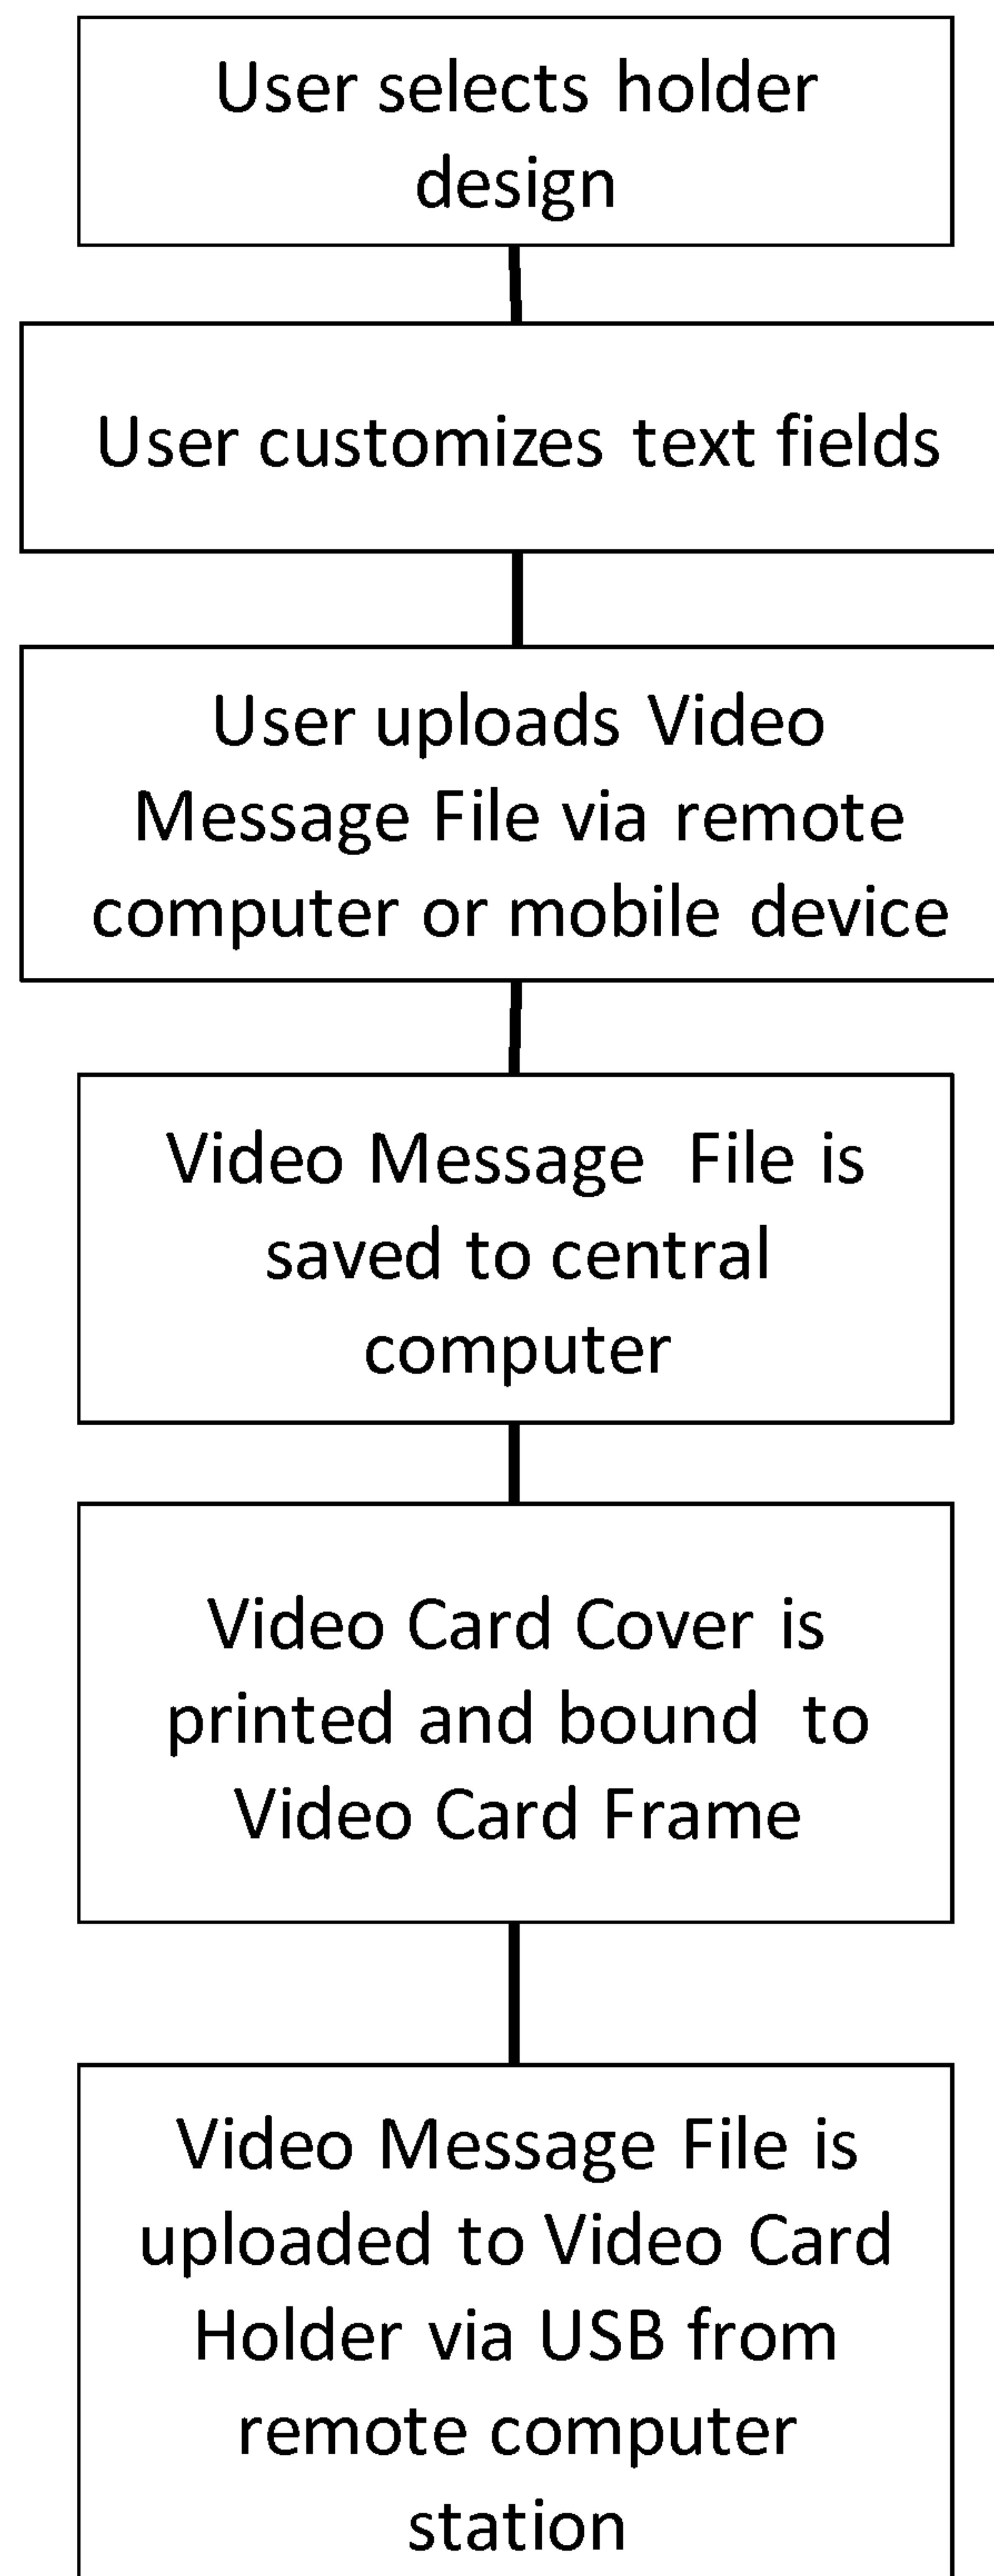 User selects holder
design
User customizes text fields
User uploads Video
Message File via remote
computer or mobile device
Video Message File is
saved to central
computer
Video Card Cover is
printed and bound to
Video Card Frame
Video Message File is
uploaded to Video Card
Holder via USB from
remote computer
station